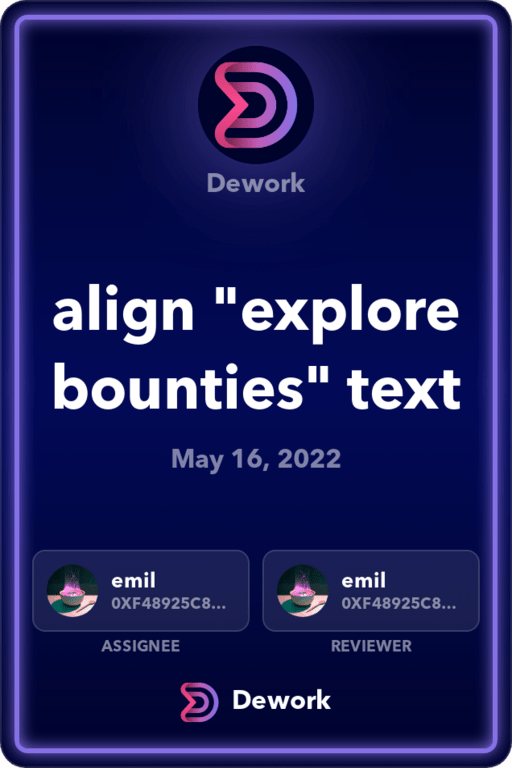 Dework
align "explore
bounties" text
May 16, 2022
emil
0XF48925C8...
ASSIGNEE
emil
0XF48925C8...
REVIEWER
Dework